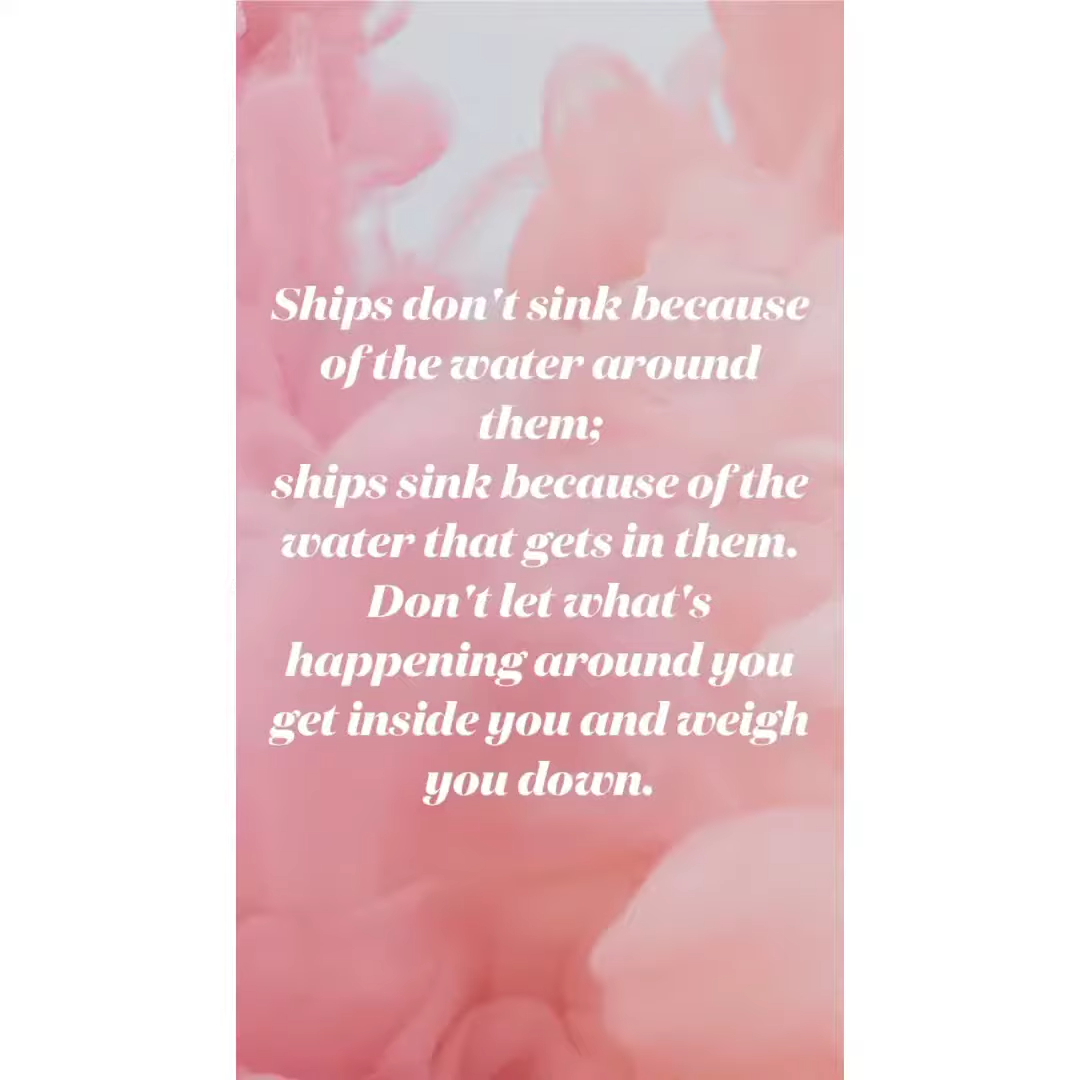 Ships don't sink because
of the water around
them;
ships sink because of the
water that gets in them.
Don't let what's
happening around you
get inside you and weigh
you down.